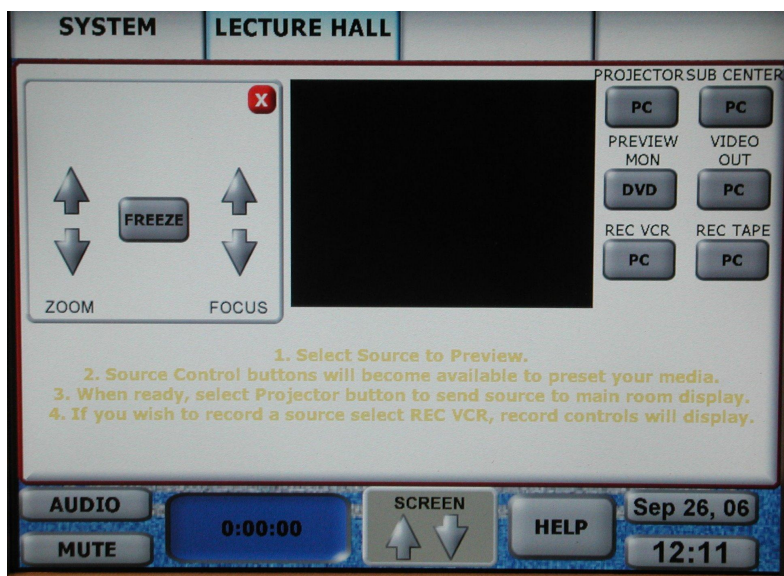 SYSTEM
LECTURE HALL
X
PROJECTOR
SUB CENTER
PC
PC
PREVIEW MON
VIDEO OUT
DVD
PC
REC VCR
REC TAPE
PC
PC
FREEZE
ZOOM
FOCUS
1. Select Source to Preview.
2. Source Control buttons will become available to preset your media.
3. When ready, select Projector button to send source to main room display.
4. If you wish to record a source select REC VCR, record controls will display.
AUDIO
MUTE
0:00:00
SCREEN
HELP
Sep 26, 06
12:11